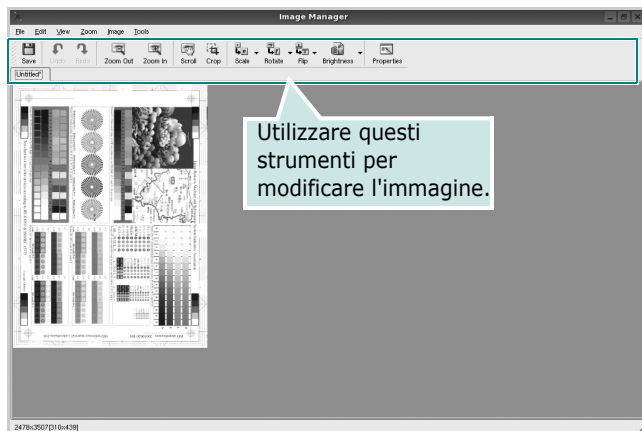 Image Manager
File Edit View Zoom Image Tools
Save Undo Redo Zoom Out Zoom In Scroll Crop Scale Rotate Flip Brightness Properties
Untitled*
Utilizzare questi
strumenti per
modificare l'immagine.
2478x3507[310x439]